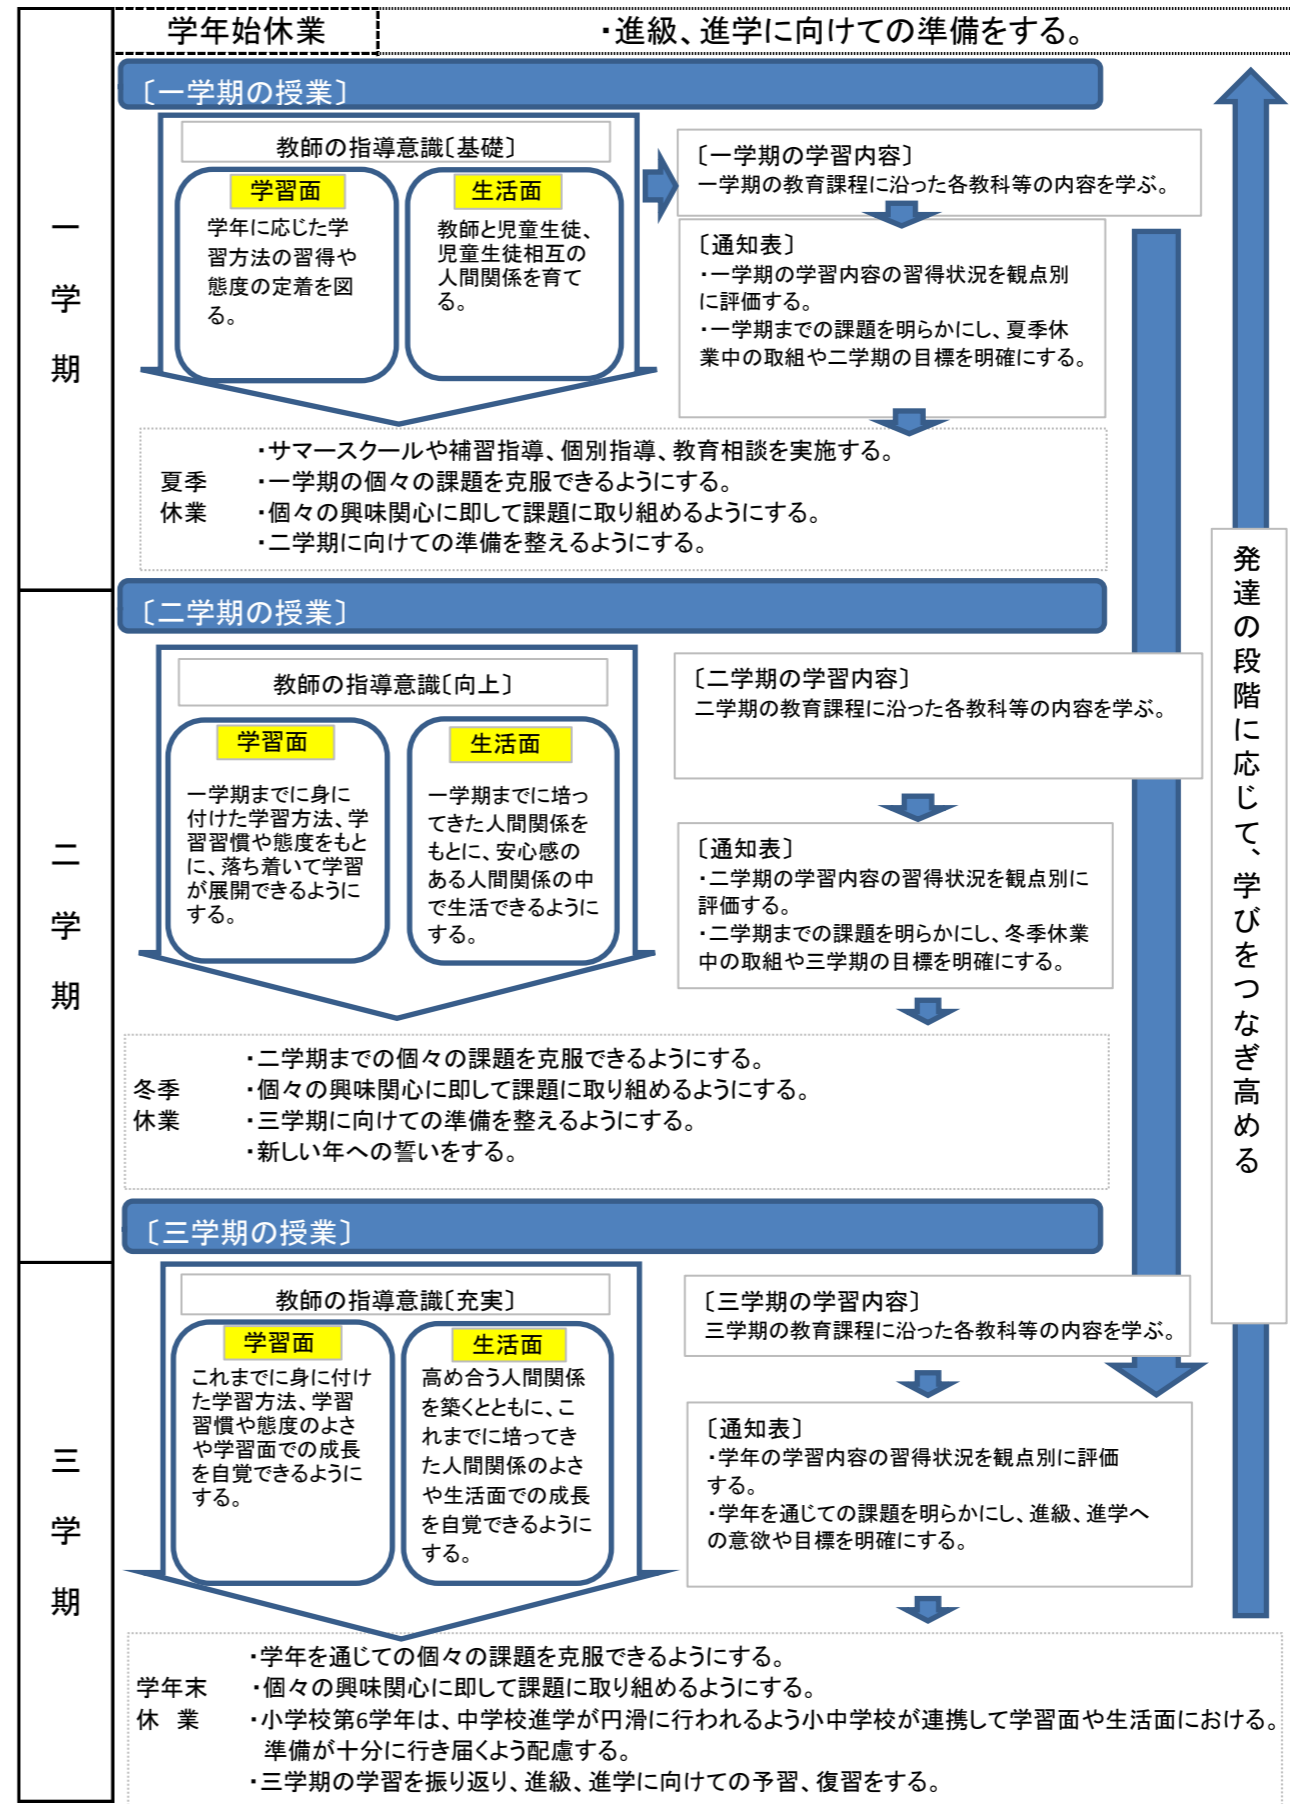 学年始休業
・進級、進学に向けての準備をする。
一学期
〔一学期の授業〕
教師の指導意識〔基礎〕
学習面
学年に応じた学
習方法の習得や
態度の定着を図
る。
生活面
教師と児童生徒、
児童生徒相互の
人間関係を育て
る。
〔一学期の学習内容〕
一学期の教育課程に沿った各教科等の内容を学ぶ。
〔通知表〕
・一学期の学習内容の習得状況を観点別
に評価する。
・一学期までの課題を明らかにし、夏季休
業中の取組や二学期の目標を明確にする。
夏季
休業
・サマースクールや補習指導、個別指導、教育相談を実施する。
・一学期の個々の課題を克服できるようにする。
・個々の興味関心に即して課題に取り組めるようにする。
・二学期に向けての準備を整えるようにする。
発達の段階に応じて、学びをつなぎ高める
二学期
〔二学期の授業〕
教師の指導意識〔向上〕
学習面
一学期までに身に
付けた学習方法、学
習習慣や態度をもと
に、落ち着いて学習
が展開できるように
する。
生活面
一学期までに培っ
てきた人間関係を
もとに、安心感の
ある人間関係の中
で生活できるように
する。
〔二学期の学習内容〕
二学期の教育課程に沿った各教科等の内容を学ぶ。
〔通知表〕
・二学期の学習内容の習得状況を観点別に
評価する。
・二学期までの課題を明らかにし、冬季休業
中の取組や三学期の目標を明確にする。
冬季
休業
・二学期までの個々の課題を克服できるようにする。
・個々の興味関心に即して課題に取り組めるようにする。
・三学期に向けての準備を整えるようにする。
・新しい年への誓いをする。
三学期
〔三学期の授業〕
教師の指導意識〔充実〕
学習面
これまでに身に付け
た学習方法、学習
習慣や態度のよさ
や学習面での成長
を自覚できるように
する。
生活面
高め合う人間関係
を築くとともに、こ
れまでに培ってき
た人間関係のよさ
や生活面での成長
を自覚できるように
する。
〔三学期の学習内容〕
三学期の教育課程に沿った各教科等の内容を学ぶ。
〔通知表〕
・学年の学習内容の習得状況を観点別に評価
する。
・学年を通じての課題を明らかにし、進級、進学へ
の意欲や目標を明確にする。
学年末
休 業
・学年を通じての個々の課題を克服できるようにする。
・個々の興味関心に即して課題に取り組めるようにする。
・小学校第6学年は、中学校進学が円滑に行われるよう小中学校が連携して学習面や生活面における。
準備が十分に行き届くよう配慮する。
・三学期の学習を振り返り、進級、進学に向けての予習、復習をする。